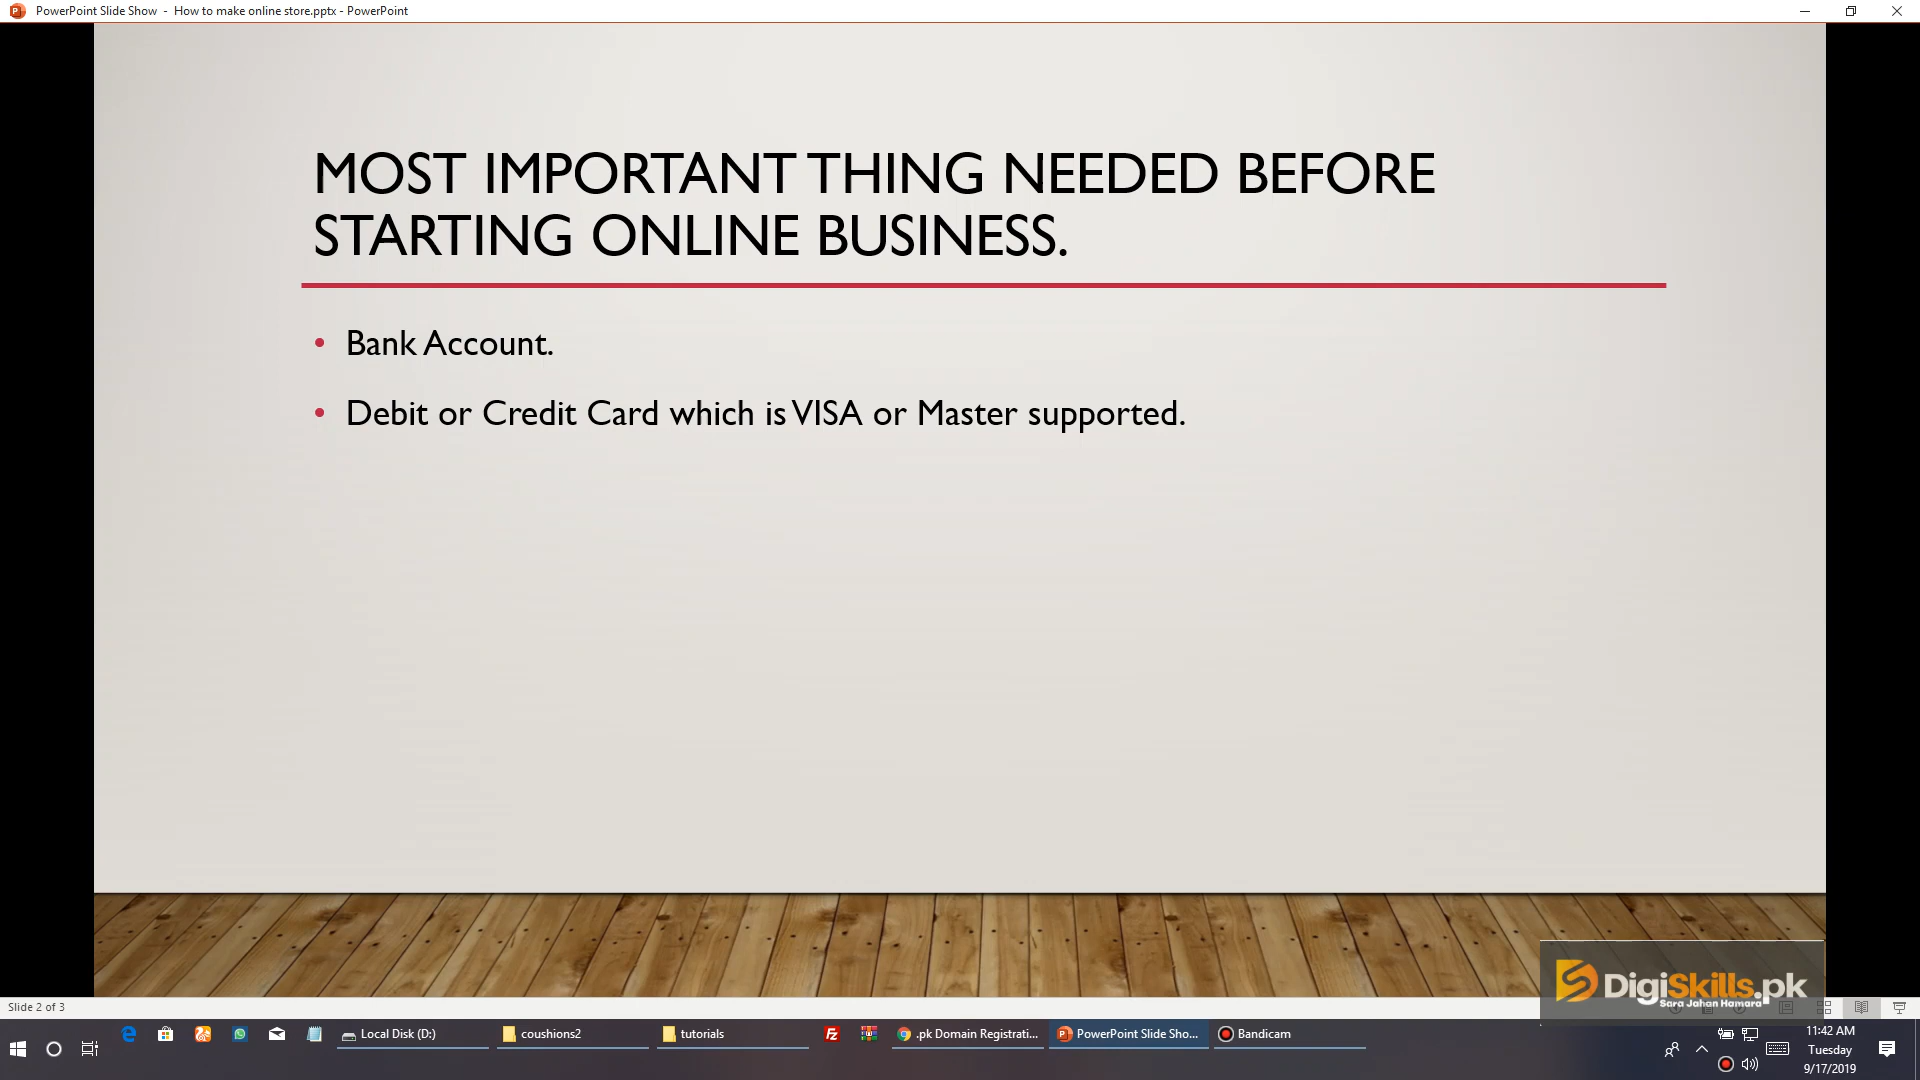 PowerPoint Slide Show - How to make online store.pptx - PowerPoint
MOST IMPORTANT THING NEEDED BEFORE
STARTING ONLINE BUSINESS.
• Bank Account.
• Debit or Credit Card which is VISA or Master supported.
DigiSkills.pk
Sara Jahan Hamara
Slide 2 of 3
Local Disk (D:)
coushions2
tutorials
.pk Domain Registrati...
PowerPoint Slide Sho...
Bandicam
11:42 AM
Tuesday
9/17/2019